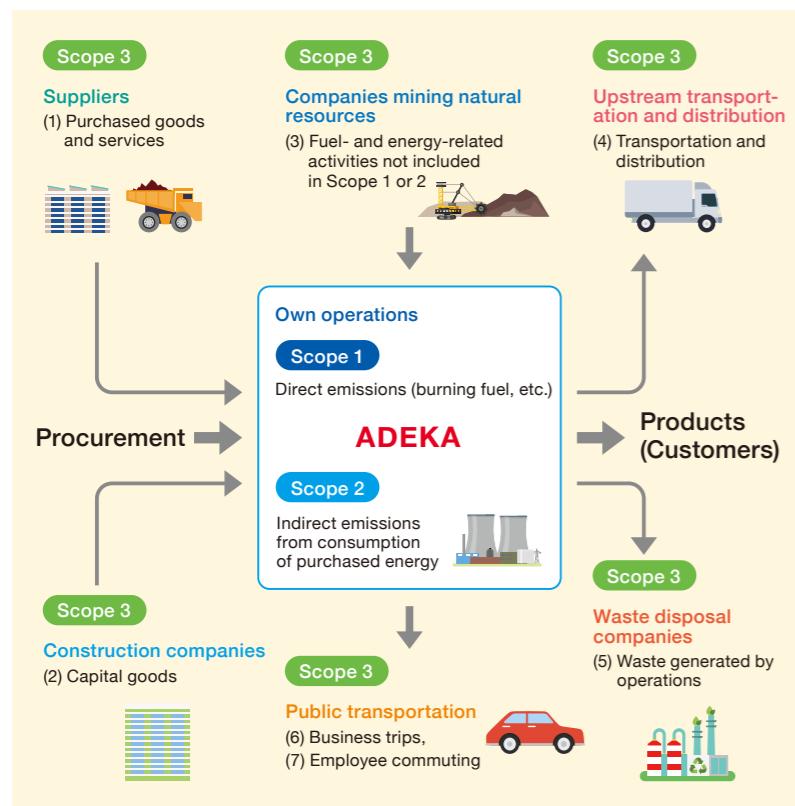 Scope 3
Suppliers
(1) Purchased goods
and services
Scope 3
Companies mining natural
resources
(3) Fuel- and energy-related
activities not included
in Scope 1 or 2
Scope 3
Upstream transport-
ation and distribution
(4) Transportation and
distribution
Own operations
Scope 1
Direct emissions (burning fuel, etc.)
Procurement
ADEKA
Products
(Customers)
Scope 2
Indirect emissions
from consumption
of purchased energy
Scope 3
Construction companies
(2) Capital goods
Scope 3
Public transportation
(6) Business trips,
(7) Employee commuting
Scope 3
Waste disposal
companies
(5) Waste generated by
operations